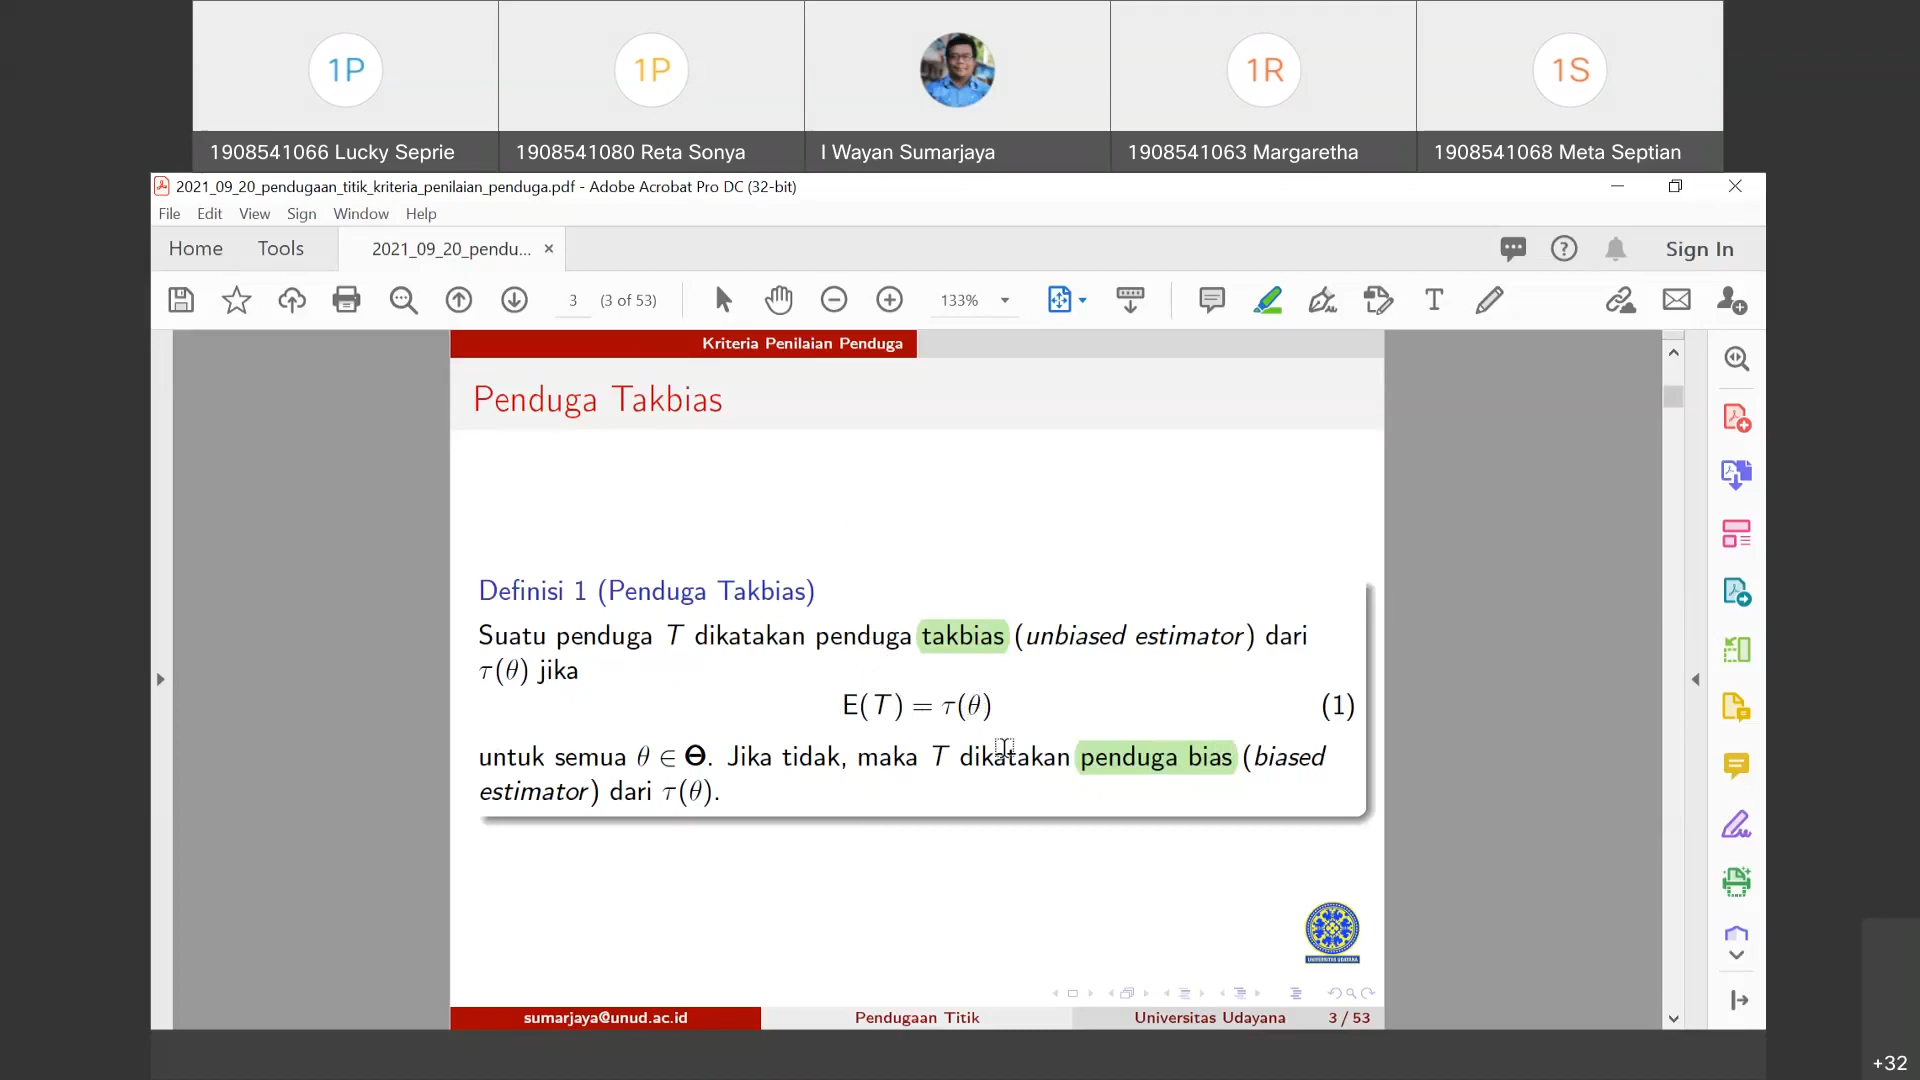 1P
1P
1R
1S
1908541066 Lucky Seprie
1908541080 Reta Sonya
I Wayan Sumarjaya
1908541063 Margaretha
1908541068 Meta Septian
2021_09_20_pendugaan_titik_kriteria_penilaian_penduga.pdf - Adobe Acrobat Pro DC (32-bit)
File Edit View Sign Window Help
Home Tools 2021_09_20_pendu... × Sign In
3 (3 of 53) 133%
Kriteria Penilaian Penduga
Penduga Takbias
Definisi 1 (Penduga Takbias)
Suatu penduga T dikatakan penduga takbias (unbiased estimator) dari
τ(θ) jika
E(T) = τ(θ) (1)
untuk semua θ ∈ Θ. Jika tidak, maka T dikatakan penduga bias (biased
estimator) dari τ(θ).
UNIVERSITAS UDAYANA
sumarjaya@unud.ac.id Pendugaan Titik Universitas Udayana 3 / 53
+32